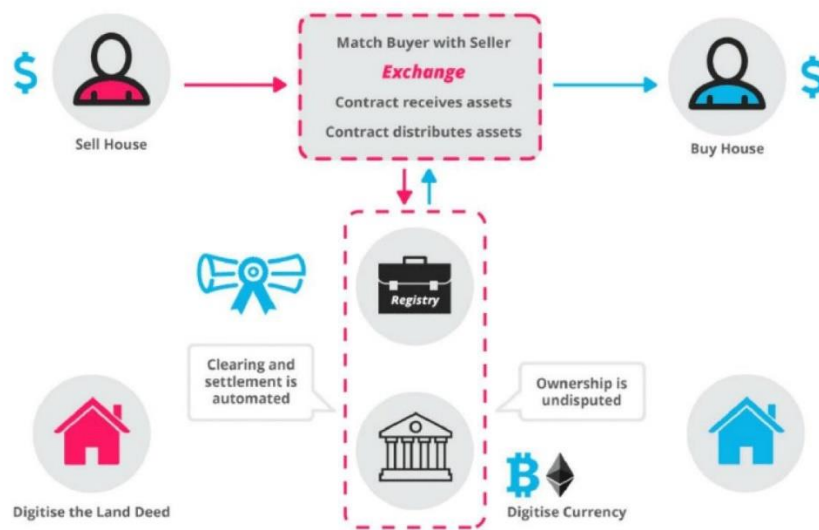 Match Buyer with Seller
Exchange
Contract receives assets
Contract distributes assets
$
$
Sell House
Buy House
Registry
Clearing and
settlement is
automated
Ownership is
undisputed
Digitise the Land Deed
Digitise Currency